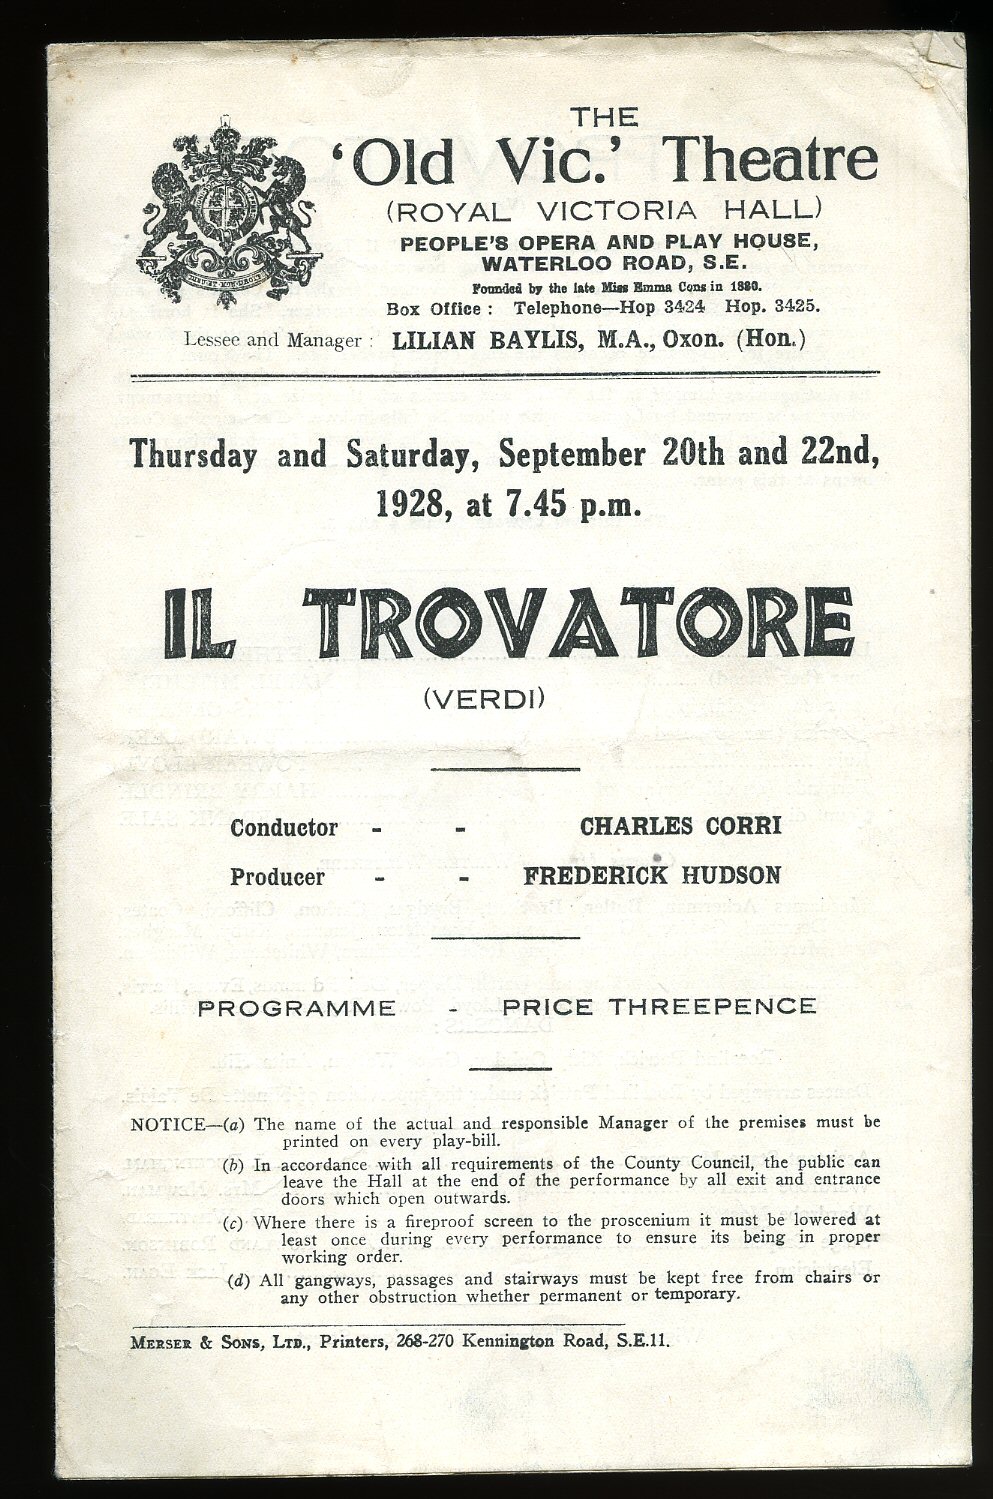 THE
'Old Vic.' Theatre
(ROYAL VICTORIA HALL)
PEOPLE'S OPERA AND PLAY HOUSE,
WATERLOO ROAD, S.E.
Founded by the late Miss Emma Cons in 1880.
Box Office : Telephone—Hop 3424 Hop. 3425.
Lessee and Manager : LILIAN BAYLIS, M.A., Oxon. (Hon.)
Thursday and Saturday, September 20th and 22nd,
1928, at 7.45 p.m.
IL TROVATORE
(VERDI)
Conductor - - CHARLES CORRI
Producer - - FREDERICK HUDSON
PROGRAMME - PRICE THREEPENCE
NOTICE—(a) The name of the actual and responsible Manager of the premises must be
printed on every play-bill.
(b) In accordance with all requirements of the County Council, the public can
leave the Hall at the end of the performance by all exit and entrance
doors which open outwards.
(c) Where there is a fireproof screen to the proscenium it must be lowered at
least once during every performance to ensure its being in proper
working order.
(d) All gangways, passages and stairways must be kept free from chairs or
any other obstruction whether permanent or temporary.
MERSER & SONS, LTD., Printers, 268-270 Kennington Road, S.E.11.